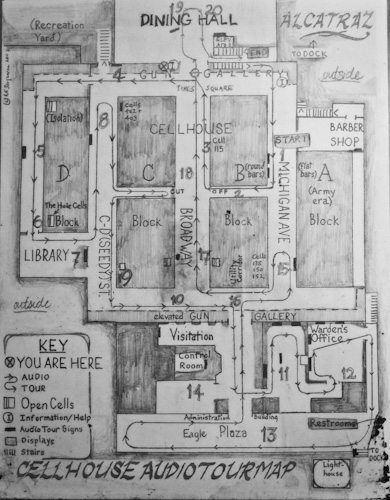 19 20
DINING HALL
ALCATRAZ
(Recreation
Yard)
END
TO DOCK
outside
4 GUN GALLERY
TIMES SQUARE
BARBER
SHOP
START
(Isolation)
Cells
CELLHOUSE
Cell
8
5
D
C
3
B (round
bars)
A
(flat
bars)
(Army
era)
18
OUT
OFF
2
The Hole Cells
6
Block
Block
Block
Block
MICHIGAN AVE
BROADWAY
C-D/SEEDY ST
LIBRARY
7
9
17
Utility
Corridor
Cells
15
outside
10
16
elevated GUN GALLERY
KEY
YOU ARE HERE
AUDIO
TOUR
Open Cells
Information/Help
Audio Tour Signs
Displays
Stairs
Visitation
Control
Room
Warden's
Office
14
11
12
Administration Building
Restrooms
Eagle Plaza 13
TO
DOCK
Light-
house
CELLHOUSE AUDIO TOUR MAP